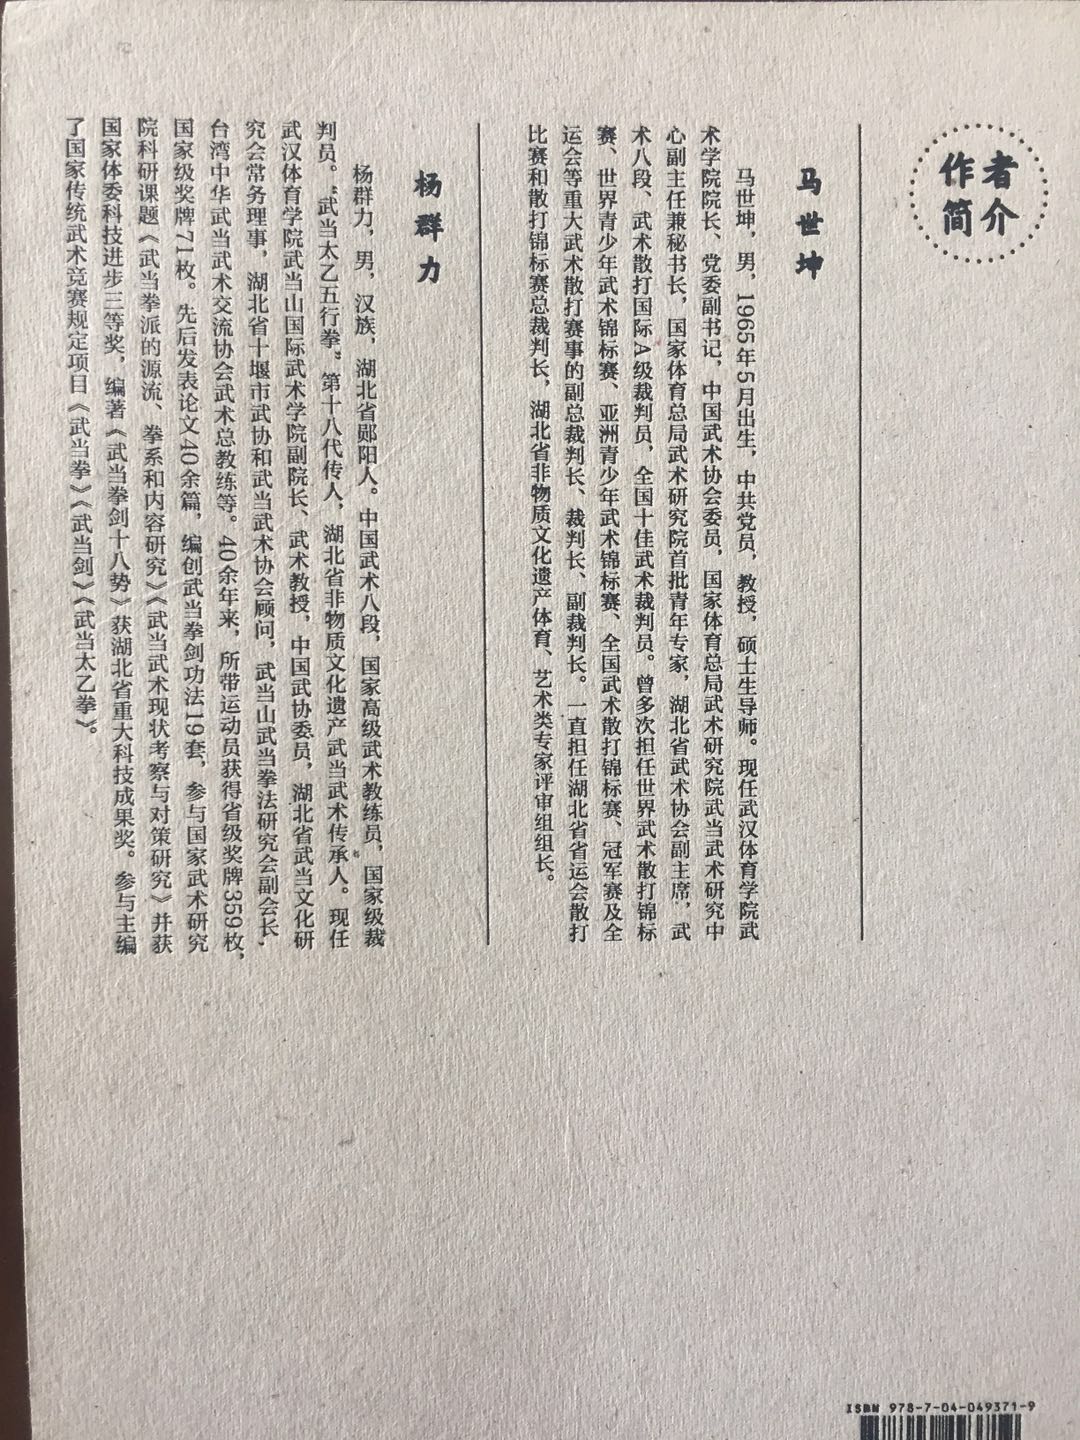 作者
简介
马世坤
马世坤，男，1965年5月出生，中共党员，教授，硕士生导师。现任武汉体育学院武
术学院院长、党委副书记，中国武术协会委员，国家体育总局武术研究院武当武术研究中
心副主任兼秘书长，国家体育总局武术研究院首批青年专家，湖北省武术协会副主席，武
术八段、武术散打国际A级裁判员，全国十佳武术裁判员。曾多次担任世界武术散打锦标
赛、世界青少年武术锦标赛、亚洲青少年武术锦标赛、全国武术散打锦标赛、冠军赛及全
运会等重大武术散打赛事的副总裁判长、裁判长、副裁判长。一直担任湖北省省运会散打
比赛和散打锦标赛总裁判长，湖北省非物质文化遗产体育、艺术类专家评审组组长。
杨群力
杨群力，男，汉族，湖北省郧阳人。中国武术八段，国家高级武术教练员，国家级裁
判员。“武当太乙五行拳”第十八代传人，湖北省非物质文化遗产武当武术传承人。现任
武汉体育学院武当山国际武术学院副院长、武术教授，中国武协委员，湖北省武当文化研
究会常务理事，湖北省十堰市武协和武当武术协会顾问，武当山武当拳法研究会副会长，
台湾中华武当武术交流协会武术总教练等。40余年来，所带运动员获得省级奖牌359枚，
国家级奖牌71枚。先后发表论文40余篇，编创武当拳剑功法19套，参与国家武术研究
院科研课题《武当拳派的源流、拳系和内容研究》《武当武术现状考察与对策研究》并获
国家体委科技进步三等奖，编著《武当拳剑十八势》获湖北省重大科技成果奖。参与主编
了国家传统武术竞赛规定项目《武当拳》《武当剑》《武当太乙拳》。
ISBN 978-7-04-049371-9